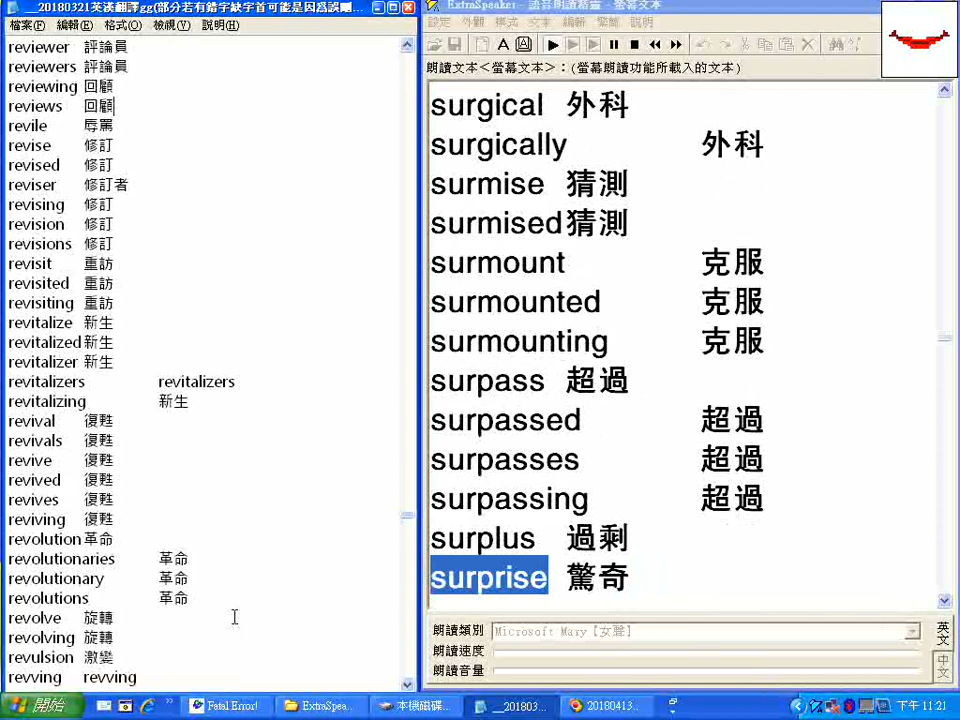 __20180321英漢翻譯gg(部分若有錯字缺字首可能是因為誤刪...
檔案(F) 編輯(E) 格式(O) 檢視(V) 說明(H)
reviewer 評論員
reviewers 評論員
reviewing 回顧
reviews 回顧
revile 辱罵
revise 修訂
revised 修訂
reviser 修訂者
revising 修訂
revision 修訂
revisions 修訂
revisit 重訪
revisited 重訪
revisiting 重訪
revitalize 新生
revitalized 新生
revitalizer 新生
revitalizers revitalizers
revitalizing 新生
revival 復甦
revivals 復甦
revive 復甦
revived 復甦
revives 復甦
reviving 復甦
revolution 革命
revolutionaries 革命
revolutionary 革命
revolutions 革命
revolve 旋轉
revolving 旋轉
revulsion 激變
revving revving
ExtraSpeaker - 語音朗讀精靈 - 螢幕文本
設定 外觀 模式 文本 編輯 繁簡 說明
朗讀文本<螢幕文本>：(螢幕朗讀功能所載入的文本)
surgical 外科
surgically 外科
surmise 猜測
surmised 猜測
surmount 克服
surmounted 克服
surmounting 克服
surpass 超過
surpassed 超過
surpasses 超過
surpassing 超過
surplus 過剩
surprise 驚奇
朗讀類別 Microsoft Mary【女聲】
朗讀速度
朗讀音量
英文
中文
開始 Fatal Error! ExtraSpea... 本機磁碟... __201803... 20180413... 下午 11:21